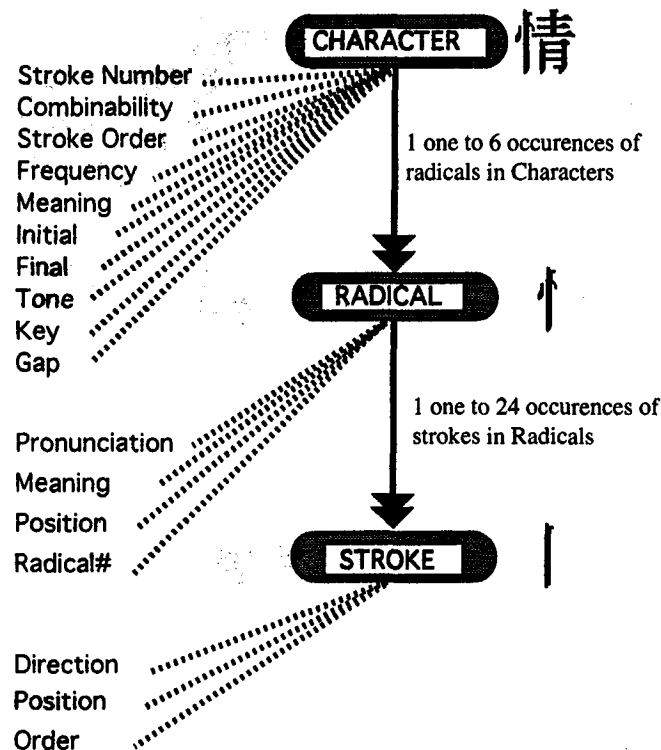 CHARACTER 情
Stroke Number
Combinability
Stroke Order
Frequency
Meaning
Initial
Final
Tone
Key
Gap
1 one to 6 occurences of
radicals in Characters
RADICAL 忄
Pronunciation
Meaning
Position
Radical#
1 one to 24 occurences of
strokes in Radicals
STROKE 丨
Direction
Position
Order